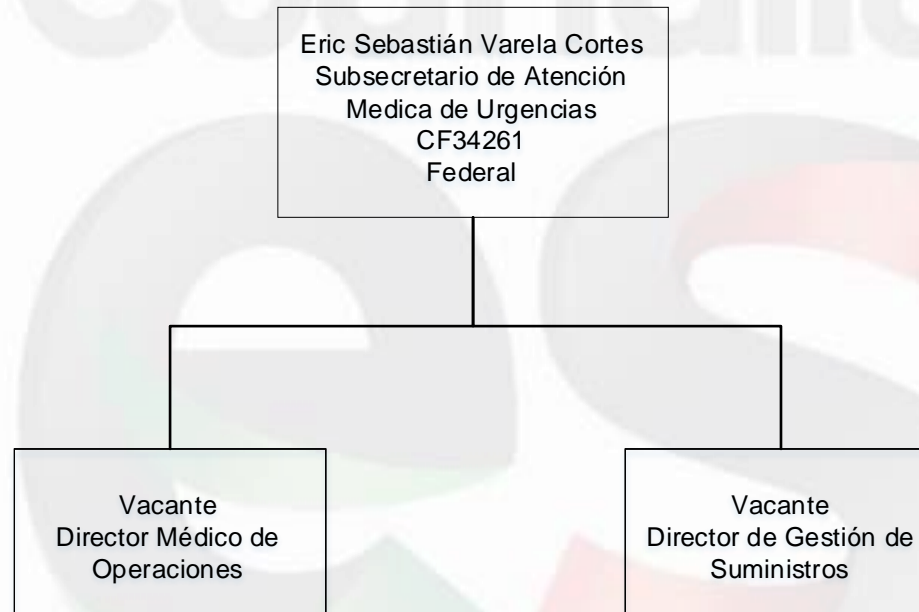 Eric Sebastián Varela Cortes
Subsecretario de Atención
Medica de Urgencias
CF34261
Federal
Vacante
Director Médico de
Operaciones
Vacante
Director de Gestión de
Suministros